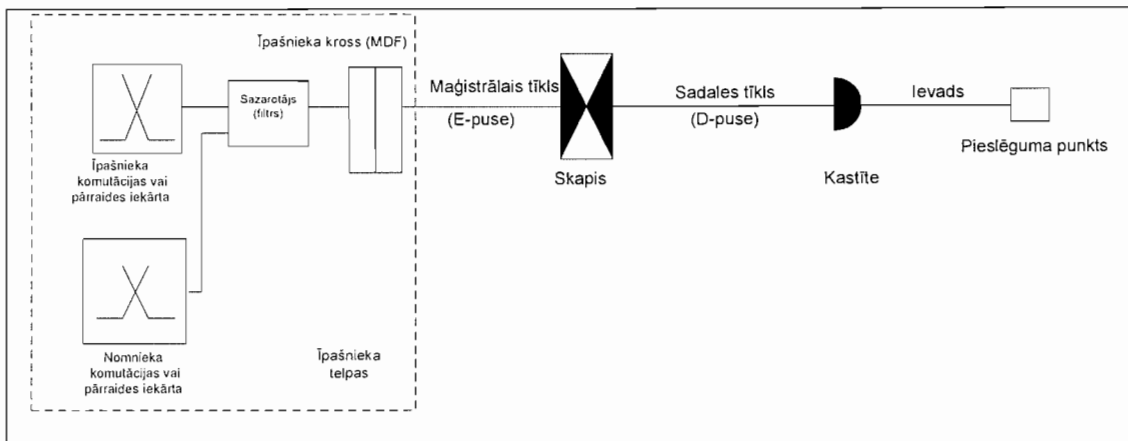 Īpašnieka kross (MDF)
Sazarotājs
(filtrs)
Maģistrālais tīkls
(E-puse)
Sadales tīkls
(D-puse)
Ievads
Pieslēguma punkts
Skapis
Kastīte
Īpašnieka
komutācijas vai
pārraides iekārta
Nomnieka
komutācijas vai
pārraides iekārta
Īpašnieka
telpas